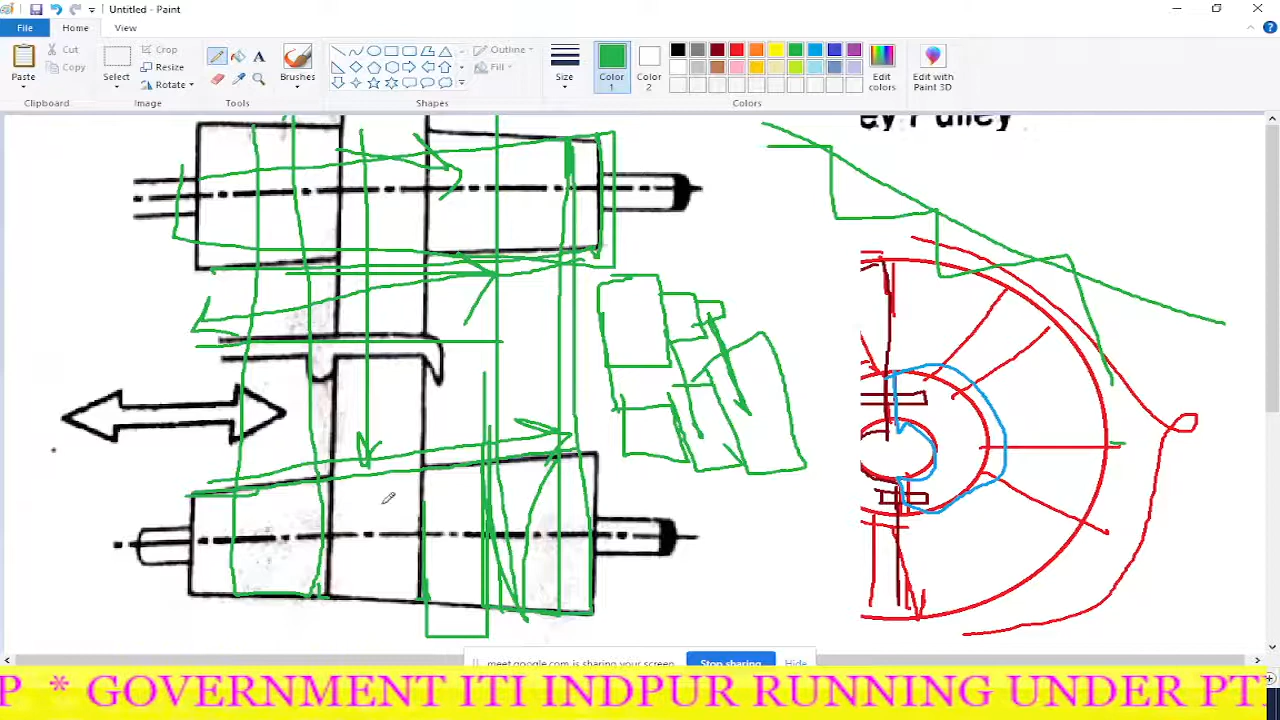 Untitled - Paint
File
Home
View
Paste
Cut
Copy
Clipboard
Select
Crop
Resize
Rotate
Image
Tools
Brushes
Shapes
Outline
Fill
Size
Color
1
Color
2
Edit
colors
Edit with
Paint 3D
Colors
ey Pulley
meet.google.com is sharing your screen.
Stop sharing
Hide
P * GOVERNMENT ITI INDPUR RUNNING UNDER PT